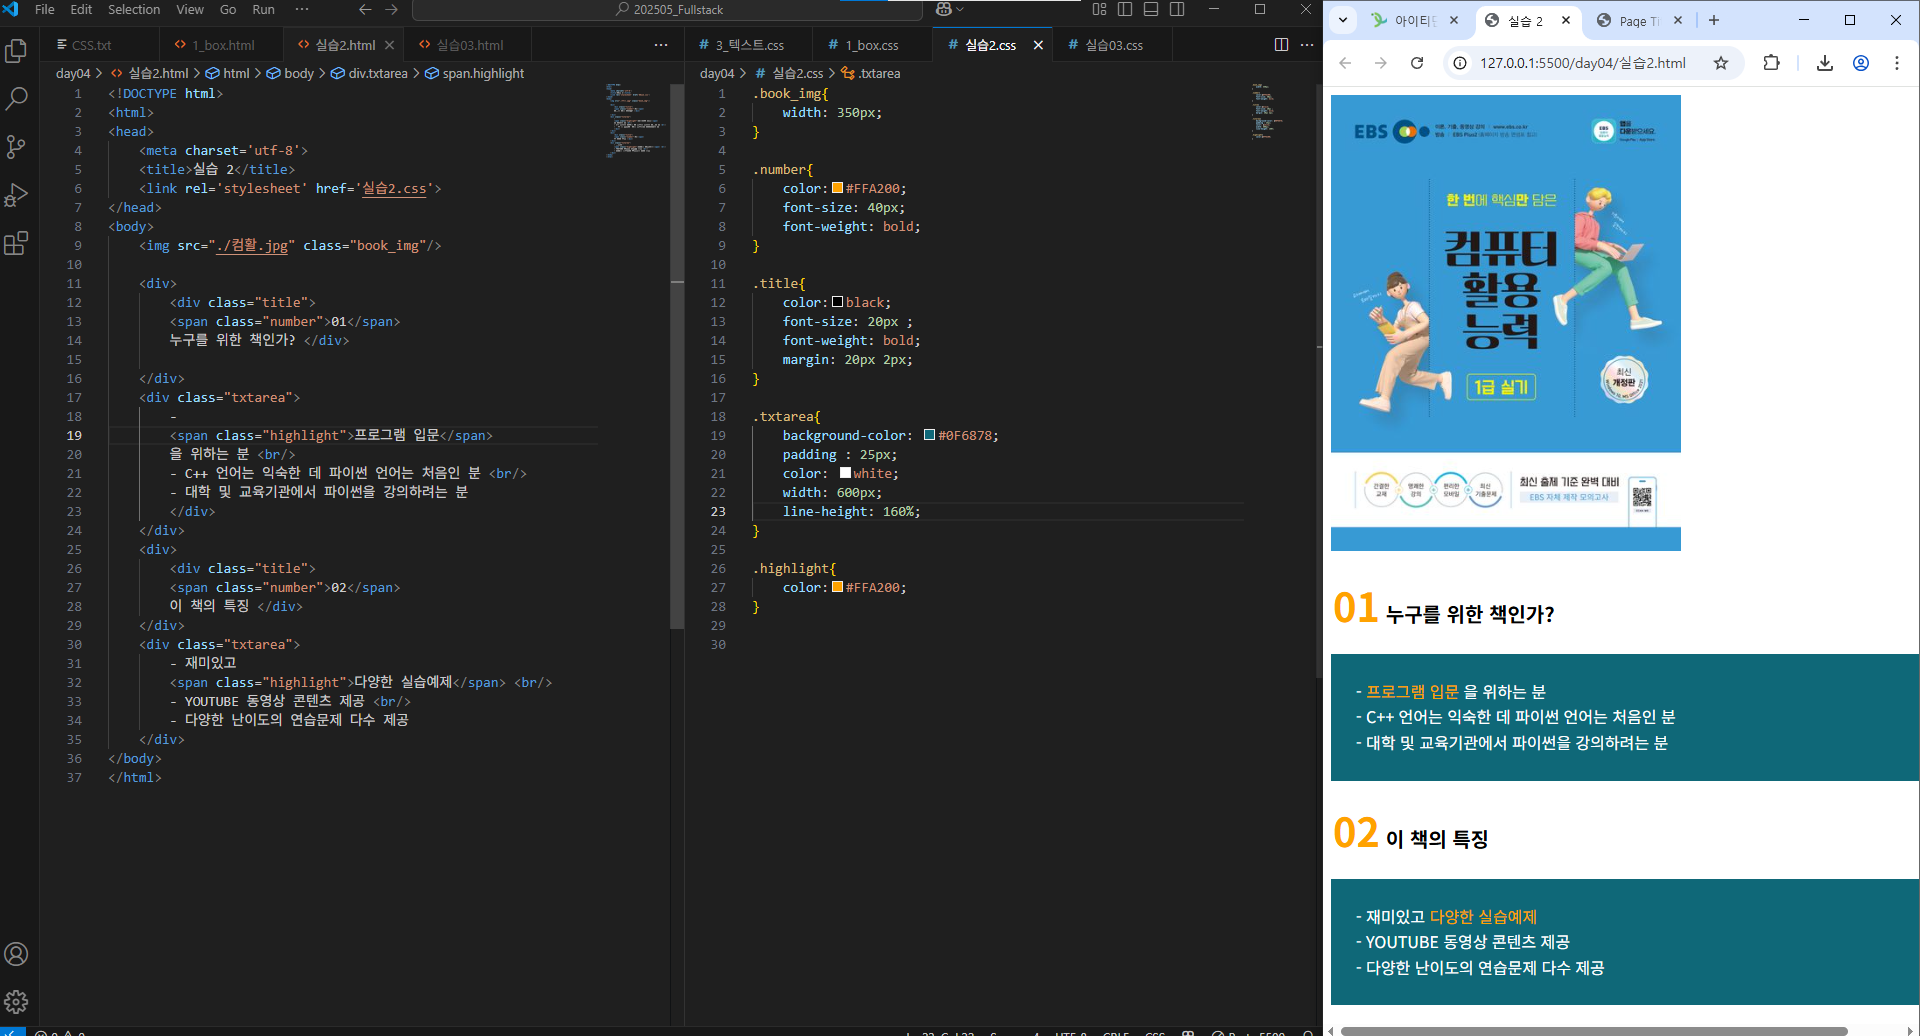 File Edit Selection View Go Run ··· 202505_Fullstack
CSS.txt 1_box.html 실습2.html 실습03.html
day04 > 실습2.html > html > body > div.txtarea > span.highlight
1 <!DOCTYPE html>
2 <html>
3 <head>
4 <meta charset='utf-8'>
5 <title>실습 2</title>
6 <link rel='stylesheet' href='실습2.css'>
7 </head>
8 <body>
9 <img src="./컴활.jpg" class="book_img"/>
10
11 <div>
12 <div class="title">
13 <span class="number">01</span>
14 누구를 위한 책인가? </div>
15
16 </div>
17 <div class="txtarea">
18 -
19 <span class="highlight">프로그램 입문</span>
20 을 위하는 분 <br/>
21 - C++ 언어는 익숙한 데 파이썬 언어는 처음인 분 <br/>
22 - 대학 및 교육기관에서 파이썬을 강의하려는 분
23 </div>
24 </div>
25 <div>
26 <div class="title">
27 <span class="number">02</span>
28 이 책의 특징 </div>
29 </div>
30 <div class="txtarea">
31 - 재미있고
32 <span class="highlight">다양한 실습예제</span> <br/>
33 - YOUTUBE 동영상 콘텐츠 제공 <br/>
34 - 다양한 난이도의 연습문제 다수 제공
35 </div>
36 </body>
37 </html>
3_텍스트.css 1_box.css 실습2.css 실습03.css
day04 > 실습2.css > .txtarea
1 .book_img{
2 width: 350px;
3 }
4
5 .number{
6 color: #FFA200;
7 font-size: 40px;
8 font-weight: bold;
9 }
10
11 .title{
12 color: black;
13 font-size: 20px ;
14 font-weight: bold;
15 margin: 20px 2px;
16 }
17
18 .txtarea{
19 background-color: #0F6878;
20 padding : 25px;
21 color: white;
22 width: 600px;
23 line-height: 160%;
24 }
25
26 .highlight{
27 color: #FFA200;
28 }
29
30
아이티 실습 2 Page Ti
127.0.0.1:5500/day04/실습2.html
EBS
한 번에 핵심만 담은
컴퓨터
활용
능력
1급 실기
최신
개정판
최신 출제 기준 완벽 대비
EBS 자체 제작 모의고사
01 누구를 위한 책인가?
- 프로그램 입문 을 위하는 분
- C++ 언어는 익숙한 데 파이썬 언어는 처음인 분
- 대학 및 교육기관에서 파이썬을 강의하려는 분
02 이 책의 특징
- 재미있고 다양한 실습예제
- YOUTUBE 동영상 콘텐츠 제공
- 다양한 난이도의 연습문제 다수 제공